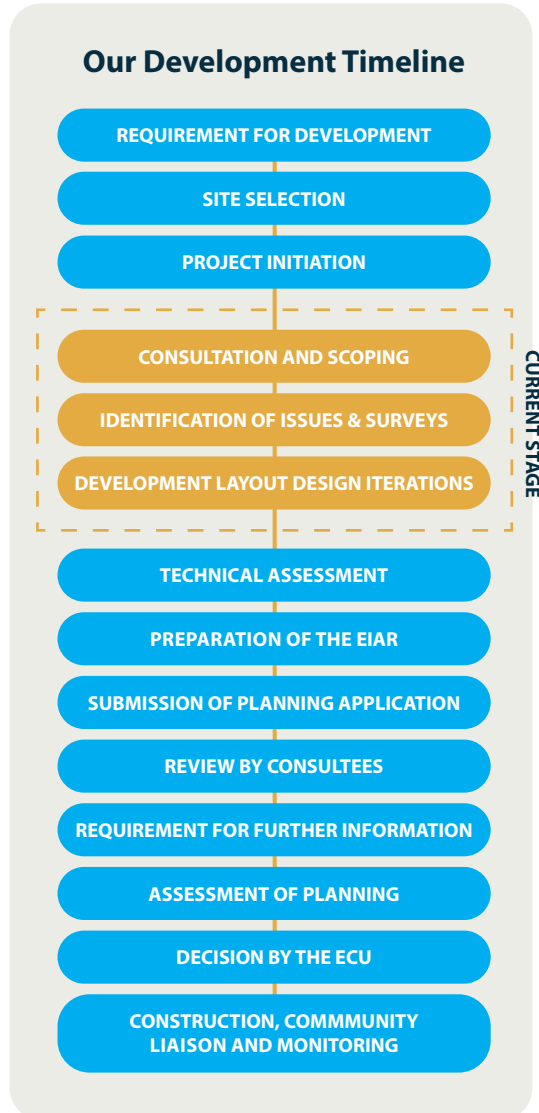 Our Development Timeline
REQUIREMENT FOR DEVELOPMENT
SITE SELECTION
PROJECT INITIATION
CONSULTATION AND SCOPING
IDENTIFICATION OF ISSUES & SURVEYS
DEVELOPMENT LAYOUT DESIGN ITERATIONS
CURRENT STAGE
TECHNICAL ASSESSMENT
PREPARATION OF THE EIAR
SUBMISSION OF PLANNING APPLICATION
REVIEW BY CONSULTEES
REQUIREMENT FOR FURTHER INFORMATION
ASSESSMENT OF PLANNING
DECISION BY THE ECU
CONSTRUCTION, COMMMUNITY
LIAISON AND MONITORING